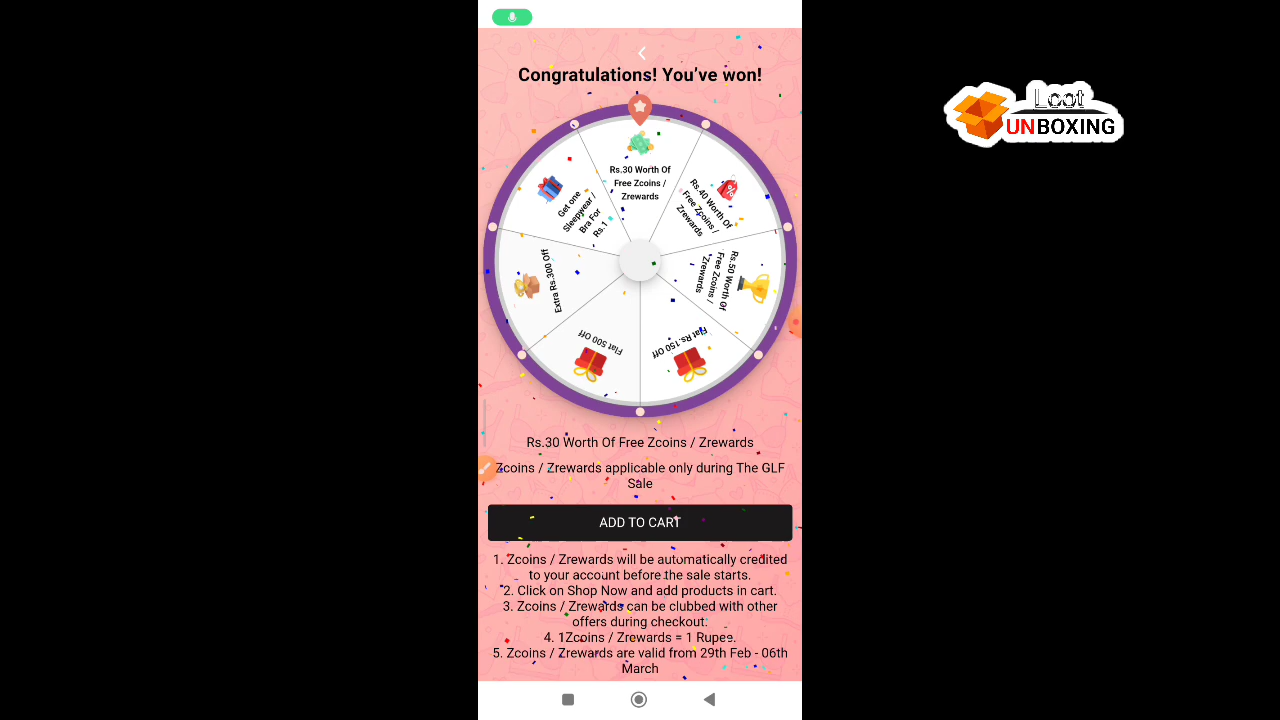 Congratulations! You've won!
Loot
UNBOXING
Rs.30 Worth Of
Free Zcoins /
Zrewards
Rs.40 Worth Of
Free Zcoins /
Zrewards
Rs.50 Worth Of
Free Zcoins /
Zrewards
Flat Rs.150 Off
Flat 500 Off
Extra Rs.300 Off
Get one
Sleepwear /
Bra For
Rs.1
Rs.30 Worth Of Free Zcoins / Zrewards
Zcoins / Zrewards applicable only during The GLF
Sale
ADD TO CART
1. Zcoins / Zrewards will be automatically credited
to your account before the sale starts.
2. Click on Shop Now and add products in cart.
3. Zcoins / Zrewards can be clubbed with other
offers during checkout.
4. 1Zcoins / Zrewards = 1 Rupee.
5. Zcoins / Zrewards are valid from 29th Feb - 06th
March